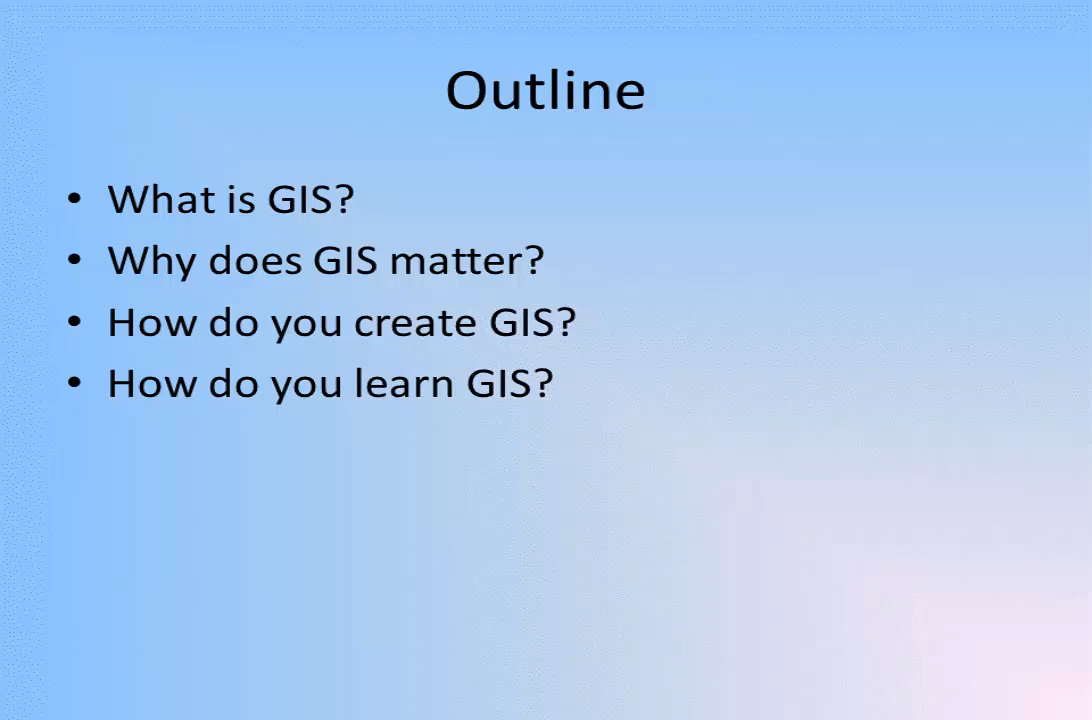 Outline
• What is GIS?
• Why does GIS matter?
• How do you create GIS?
• How do you learn GIS?